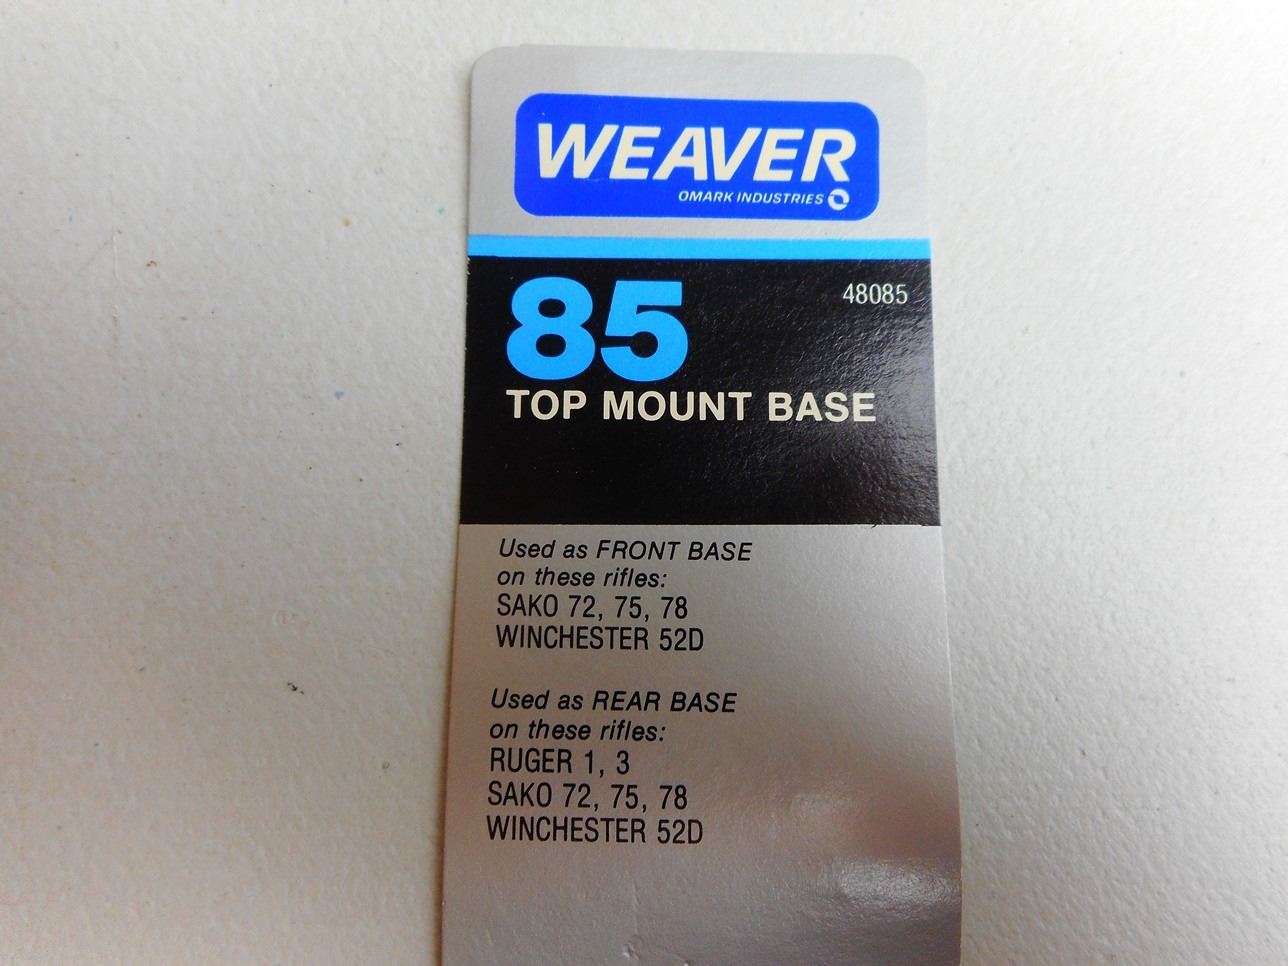 WEAVER
OMARK INDUSTRIES
85
48085
TOP MOUNT BASE
Used as FRONT BASE
on these rifles:
SAKO 72, 75, 78
WINCHESTER 52D
Used as REAR BASE
on these rifles:
RUGER 1, 3
SAKO 72, 75, 78
WINCHESTER 52D